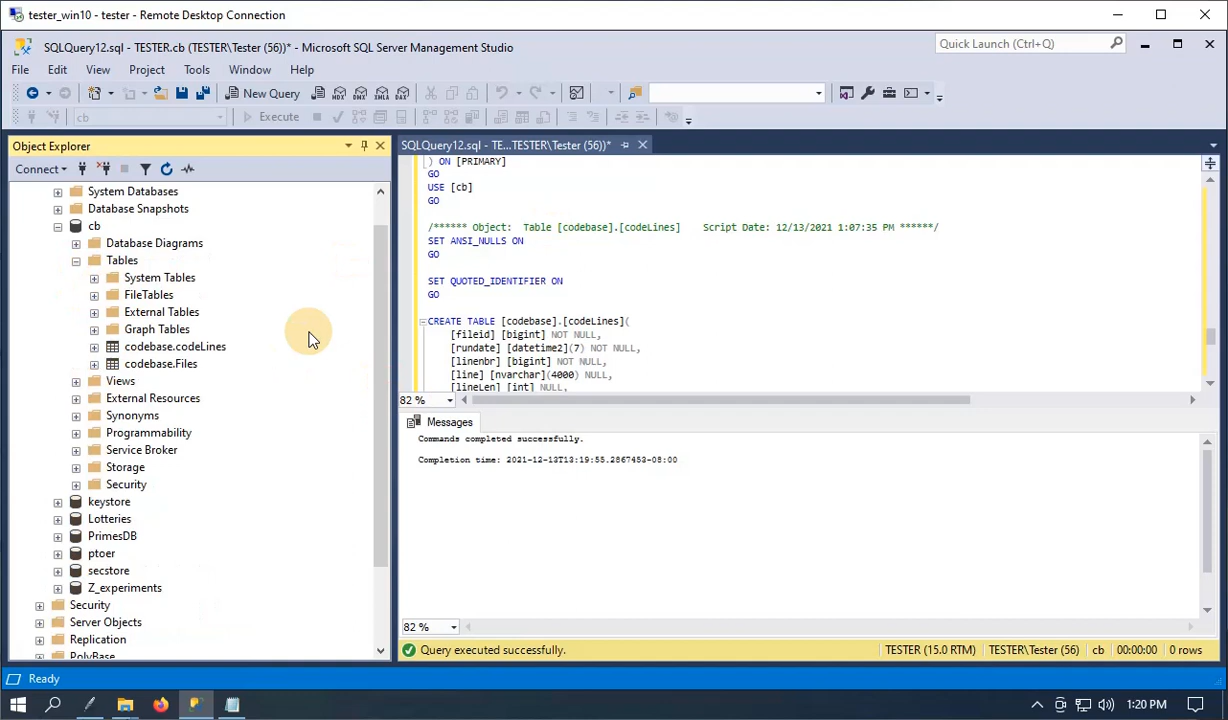 tester_win10 - tester - Remote Desktop Connection
SQLQuery12.sql - TESTER.cb (TESTER\Tester (56))* - Microsoft SQL Server Management Studio
Quick Launch (Ctrl+Q)
File Edit View Project Tools Window Help
New Query
cb
Execute
Object Explorer
SQLQuery12.sql - TE...TESTER\Tester (56))*
Connect
System Databases
Database Snapshots
cb
Database Diagrams
Tables
System Tables
FileTables
External Tables
Graph Tables
codebase.codeLines
codebase.Files
Views
External Resources
Synonyms
Programmability
Service Broker
Storage
Security
keystore
Lotteries
PrimesDB
ptoer
secstore
Z_experiments
Security
Server Objects
Replication
PolyBase
) ON [PRIMARY]
GO
USE [cb]
GO
/****** Object: Table [codebase].[codeLines] Script Date: 12/13/2021 1:07:35 PM ******/
SET ANSI_NULLS ON
GO
SET QUOTED_IDENTIFIER ON
GO
CREATE TABLE [codebase].[codeLines](
[fileid] [bigint] NOT NULL,
[rundate] [datetime2](7) NOT NULL,
[linenbr] [bigint] NOT NULL,
[line] [nvarchar](4000) NULL,
[lineLen] [int] NULL,
82 %
Messages
Commands completed successfully.
Completion time: 2021-12-13T13:19:55.2867453-08:00
82 %
Query executed successfully.
TESTER (15.0 RTM) TESTER\Tester (56) cb 00:00:00 0 rows
Ready
1:20 PM